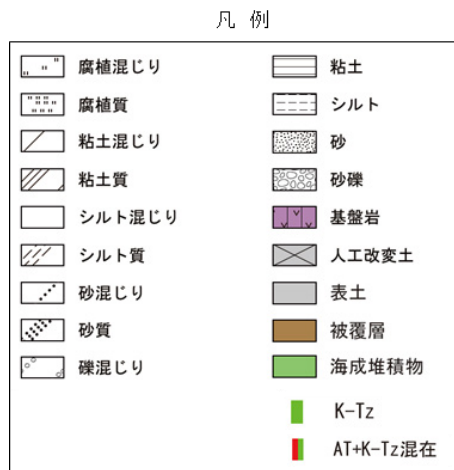 凡 例
腐植混じり
腐植質
粘土混じり
粘土質
シルト混じり
シルト質
砂混じり
砂質
礫混じり
粘土
シルト
砂
砂礫
基盤岩
人工改変土
表土
被覆層
海成堆積物
K-Tz
AT+K-Tz混在